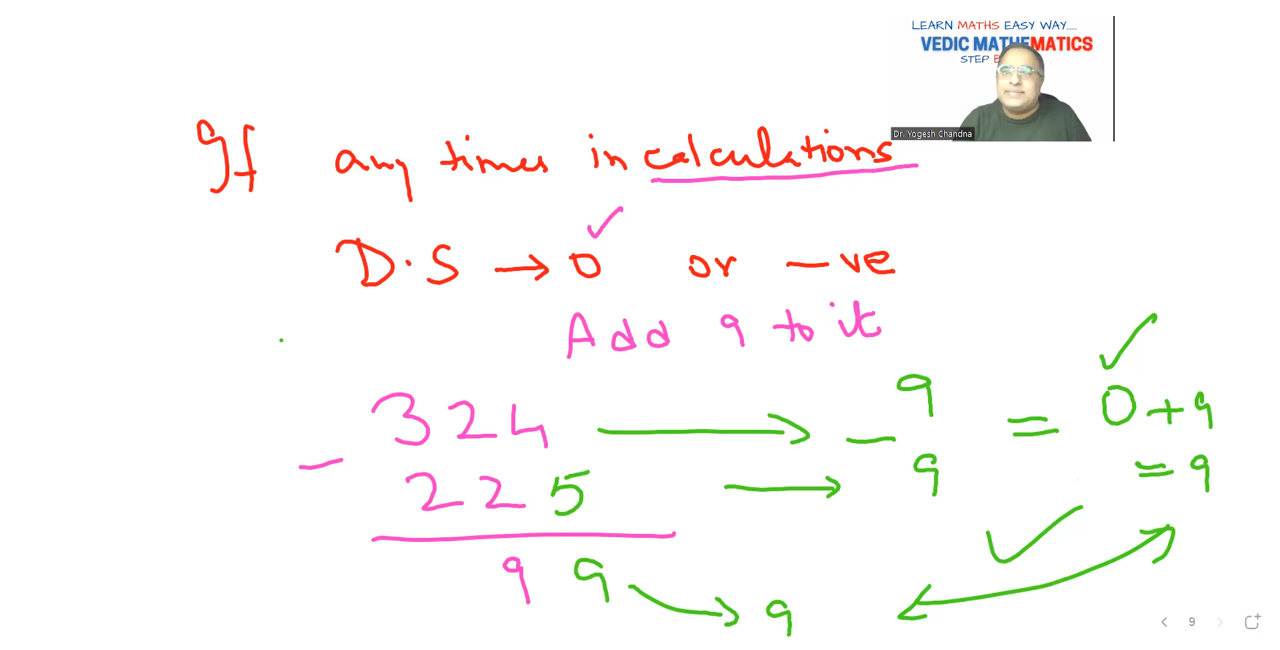 LEARN MATHS EASY WAY.....
VEDIC MATHEMATICS
STEP
Dr. Yogesh Chandna
If any times in calculations
D.S → 0 ✓ or -ve
Add 9 to it
324 → 9 = 0 + 9 ✓
- 225 → - 9 = 9
99 → 9 ✓
9